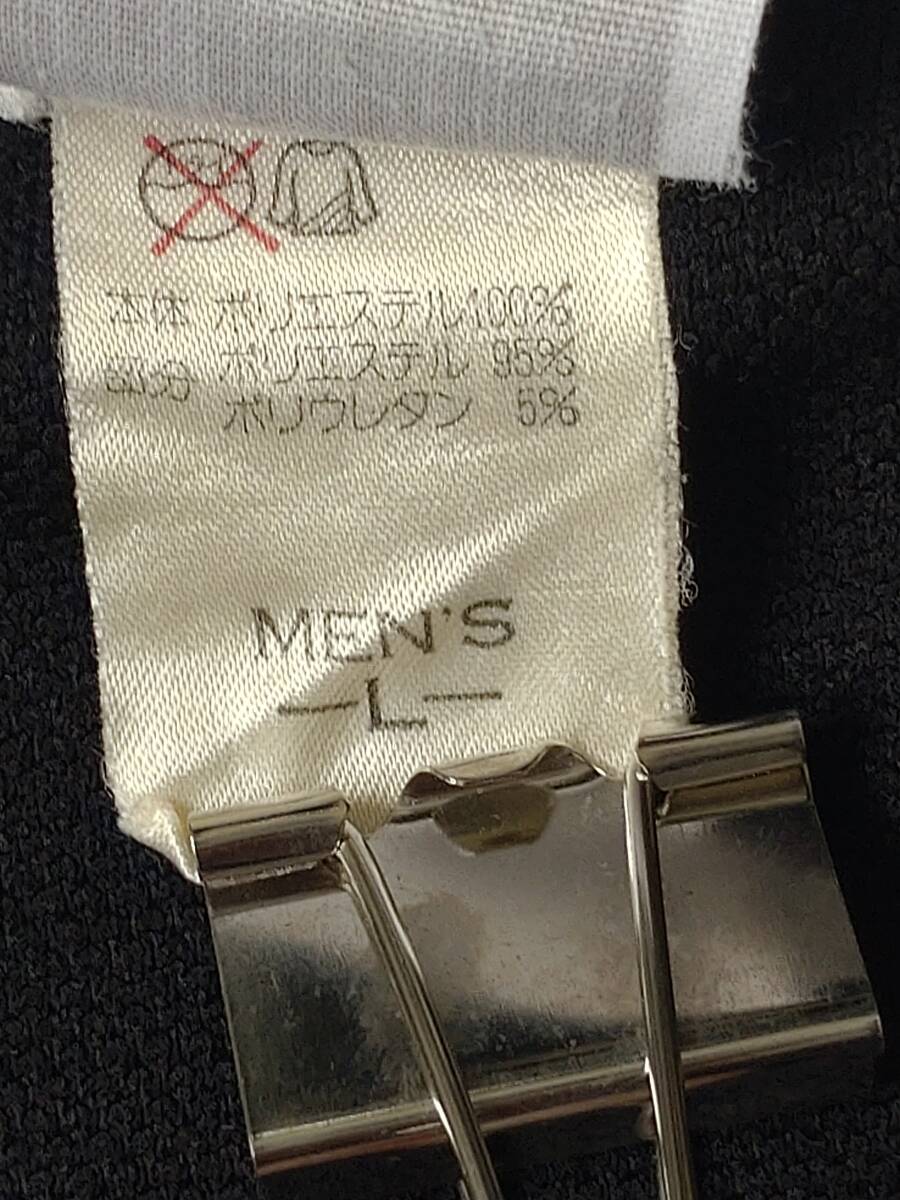 本体 ポリエステル100%
部分 ポリエステル 95%
ポリウレタン 5%
MEN'S
—L—